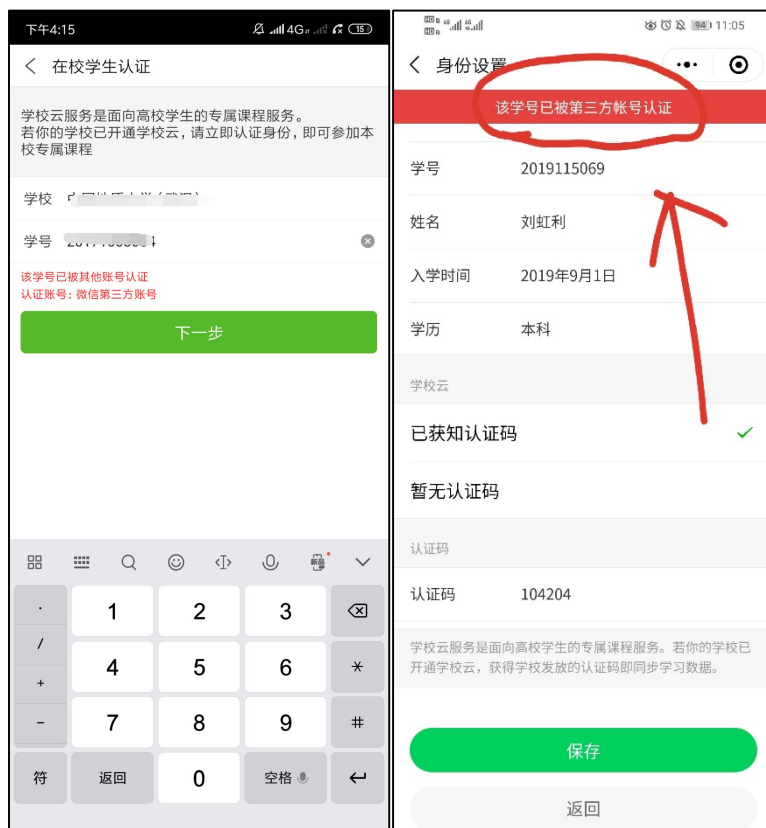 下午4:15
4G
15
在校学生认证
学校云服务是面向高校学生的专属课程服务。
若你的学校已开通学校云，请立即认证身份，即可参加本
校专属课程
学校
学号
该学号已被其他账号认证
认证账号：微信第三方账号
下一步
·
1
2
3
/
4
5
6
*
+
-
7
8
9
#
符
返回
0
空格
94
11:05
身份设置
该学号已被第三方帐号认证
学号 2019115069
姓名 刘虹利
入学时间 2019年9月1日
学历 本科
学校云
已获知认证码
暂无认证码
认证码
认证码 104204
学校云服务是面向高校学生的专属课程服务。若你的学校已
开通学校云，获得学校发放的认证码即同步学习数据。
保存
返回